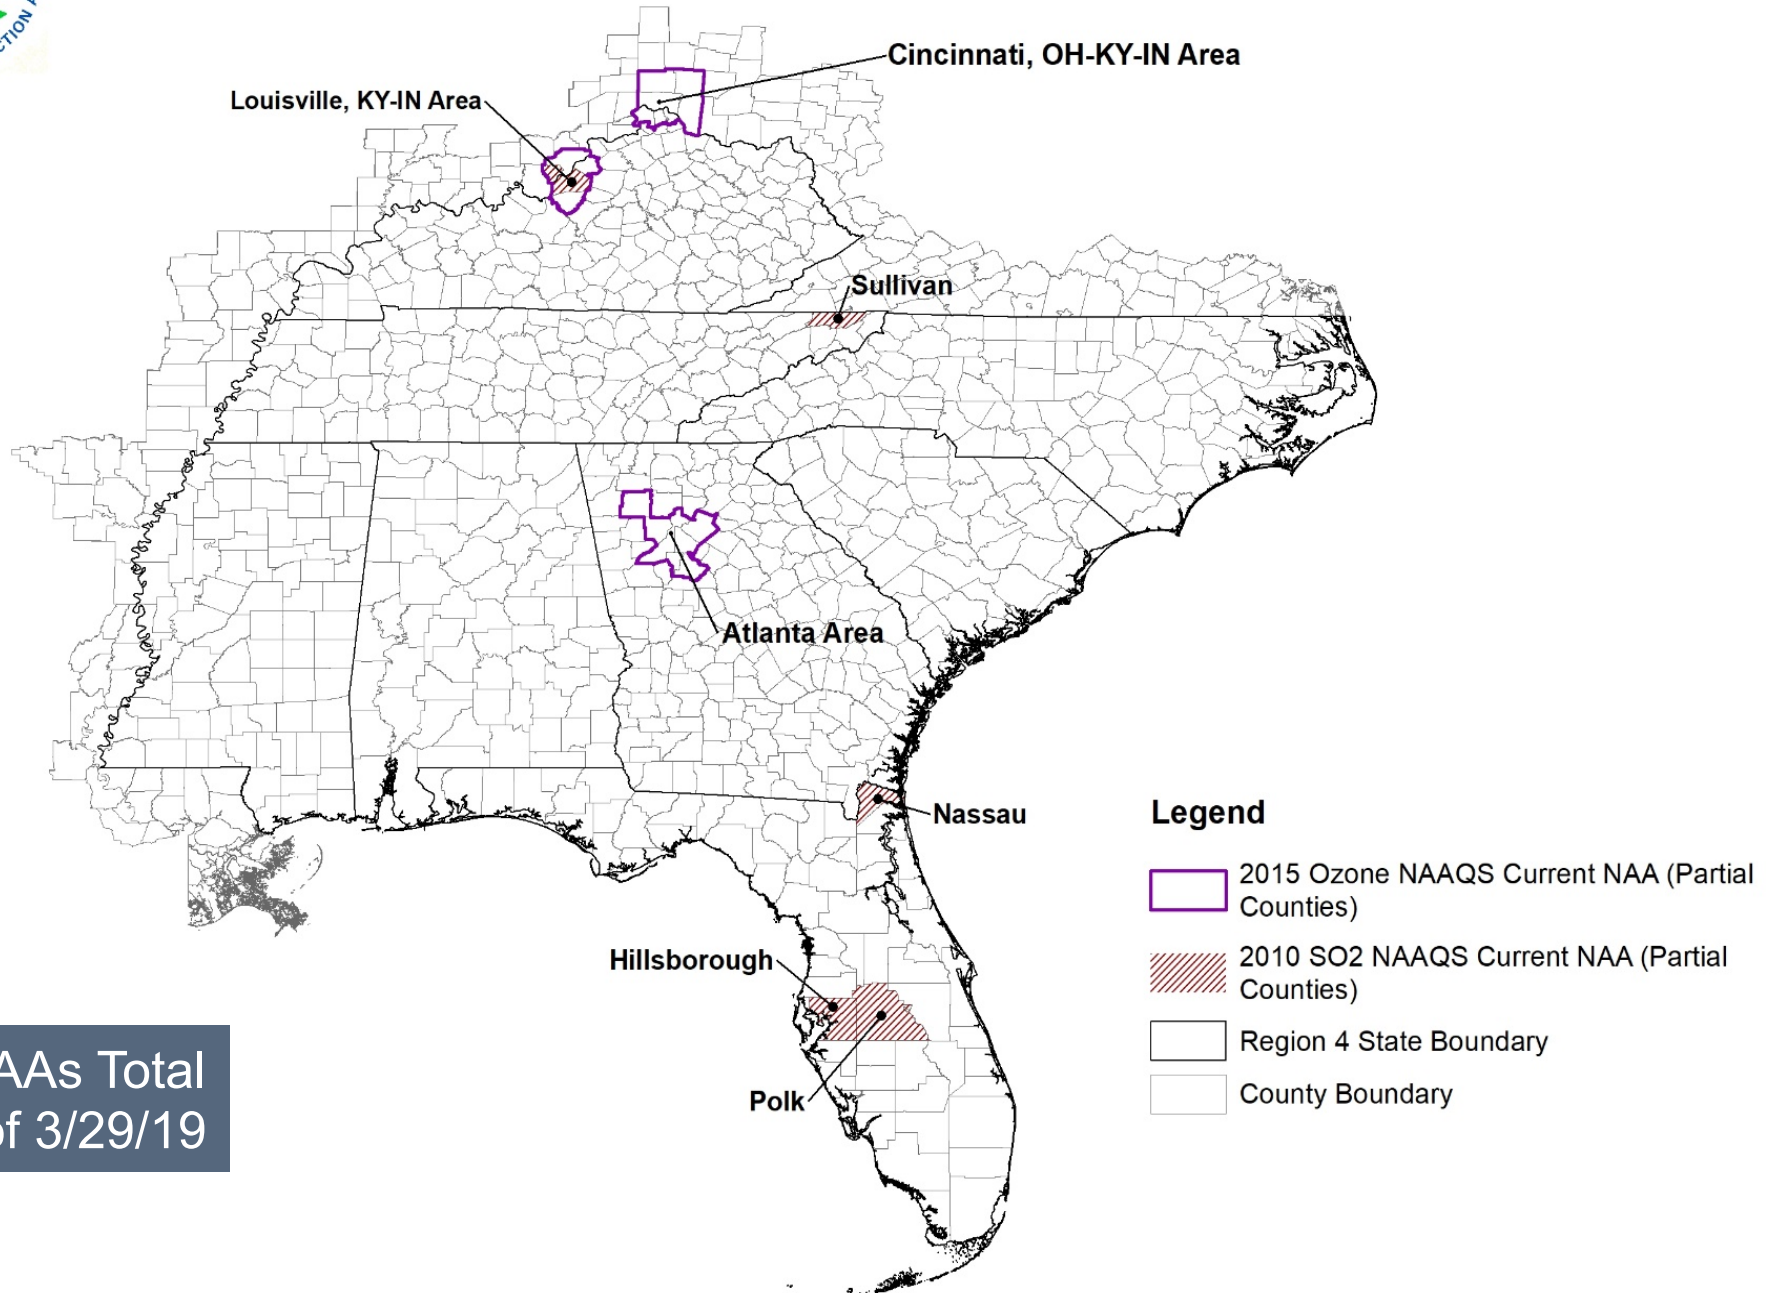 Cincinnati, OH-KY-IN Area
Louisville, KY-IN Area
Sullivan
Atlanta Area
Nassau
Hillsborough
Polk
Legend
2015 Ozone NAAQS Current NAA (Partial
Counties)
2010 SO2 NAAQS Current NAA (Partial
Counties)
Region 4 State Boundary
County Boundary
AAs Total
of 3/29/19